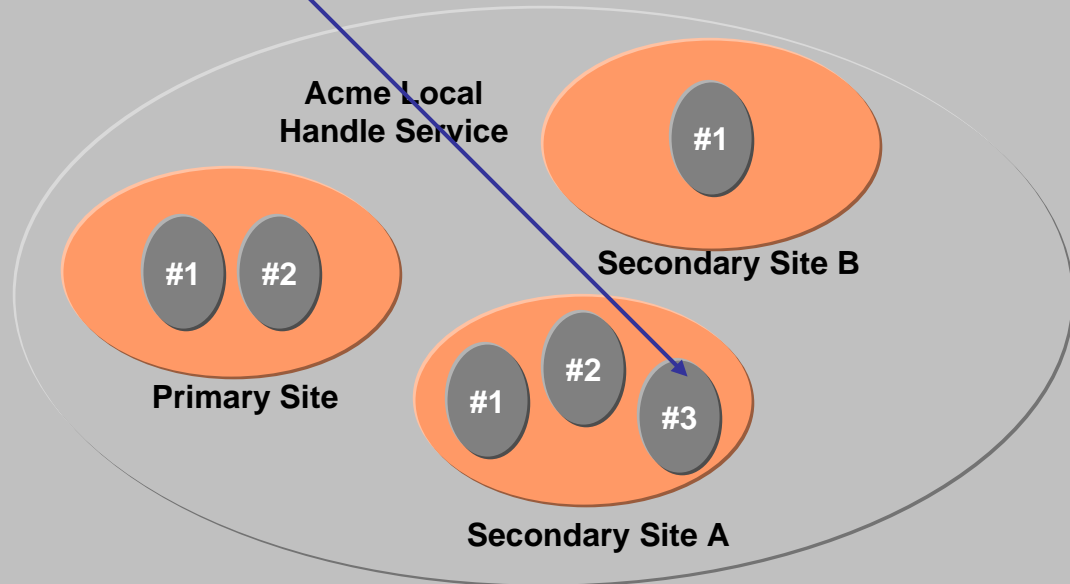 Acme Local
Handle Service
#1
Secondary Site B
#1 #2
Primary Site
#1
#2
#3
Secondary Site A